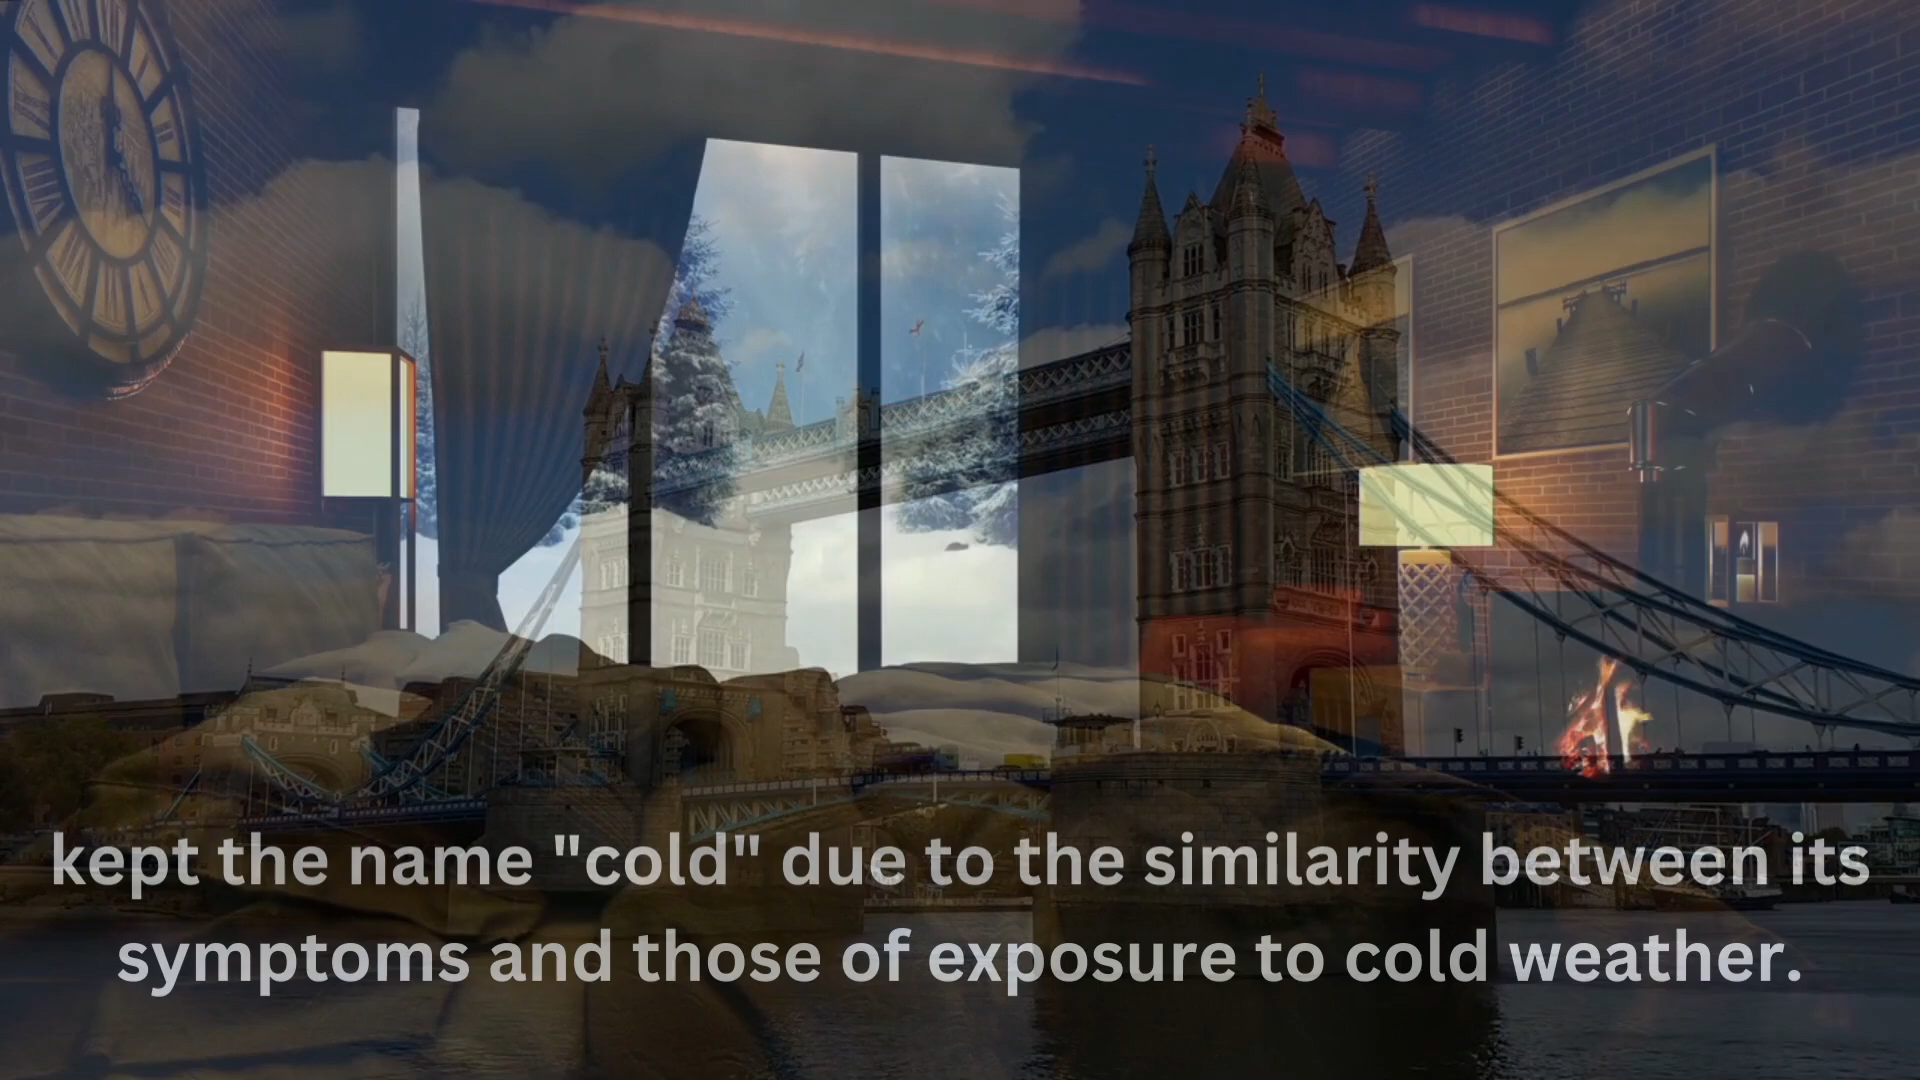 kept the name "cold" due to the similarity between its
symptoms and those of exposure to cold weather.